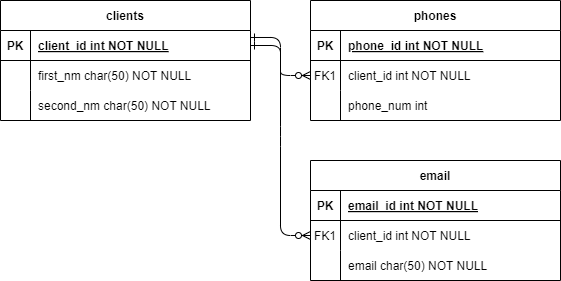 clients
PK client_id int NOT NULL
first_nm char(50) NOT NULL
second_nm char(50) NOT NULL
phones
PK phone_id int NOT NULL
FK1 client_id int NOT NULL
phone_num int
email
PK email_id int NOT NULL
FK1 client_id int NOT NULL
email char(50) NOT NULL